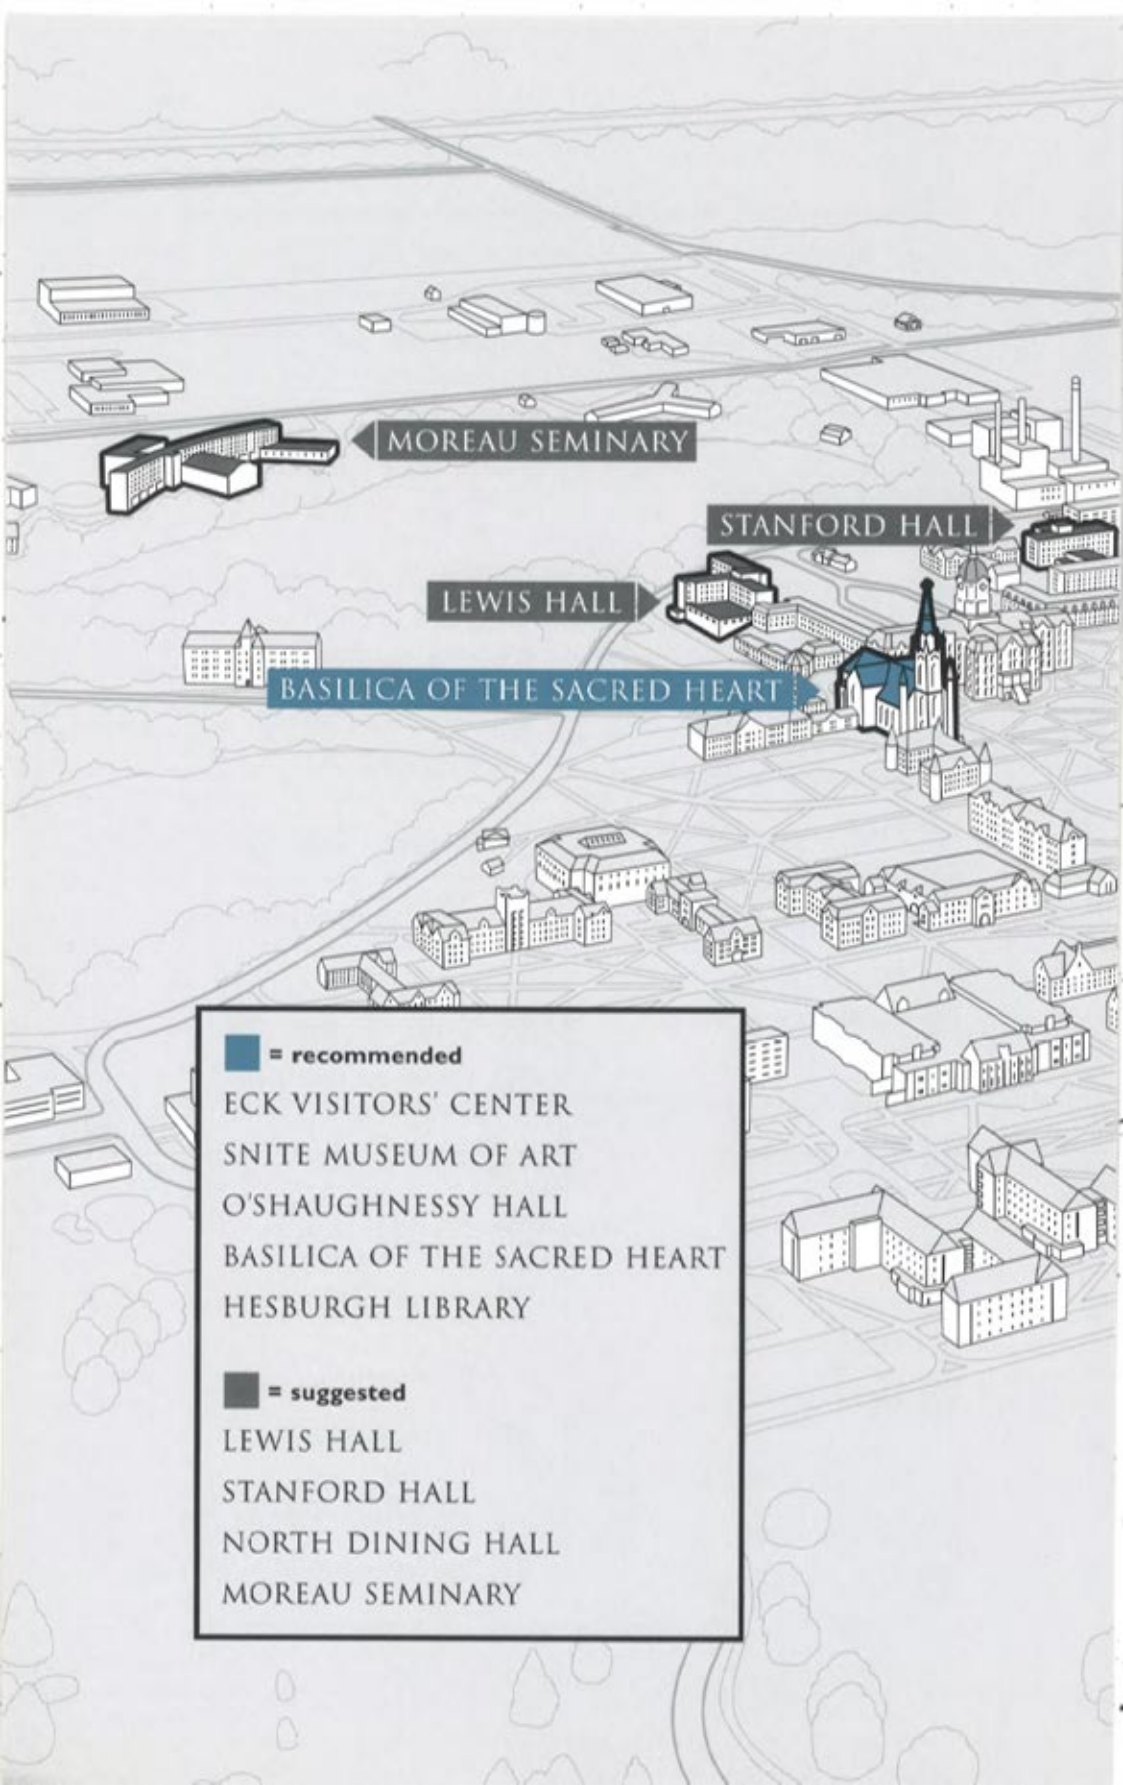 MOREAU SEMINARY
STANFORD HALL
LEWIS HALL
BASILICA OF THE SACRED HEART
= recommended
ECK VISITORS' CENTER
SNITE MUSEUM OF ART
O'SHAUGHNESSY HALL
BASILICA OF THE SACRED HEART
HESBURGH LIBRARY
= suggested
LEWIS HALL
STANFORD HALL
NORTH DINING HALL
MOREAU SEMINARY